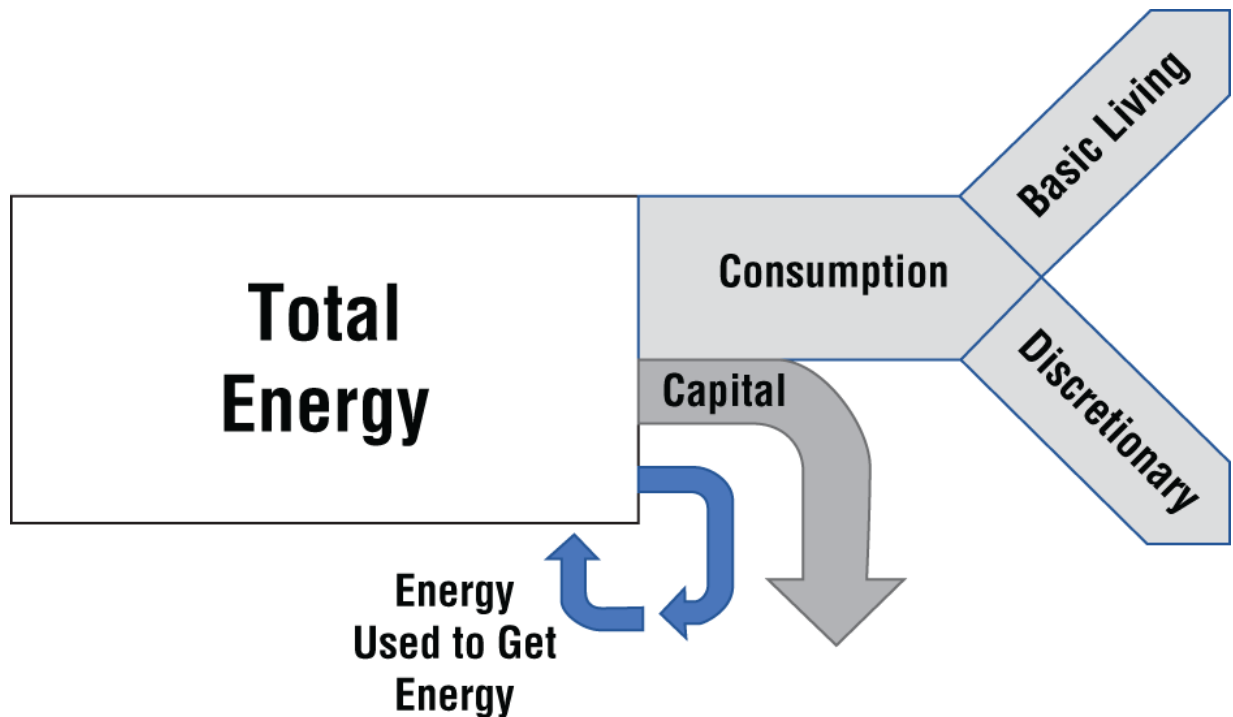 Total
Energy
Consumption
Basic Living
Discretionary
Capital
Energy
Used to Get
Energy